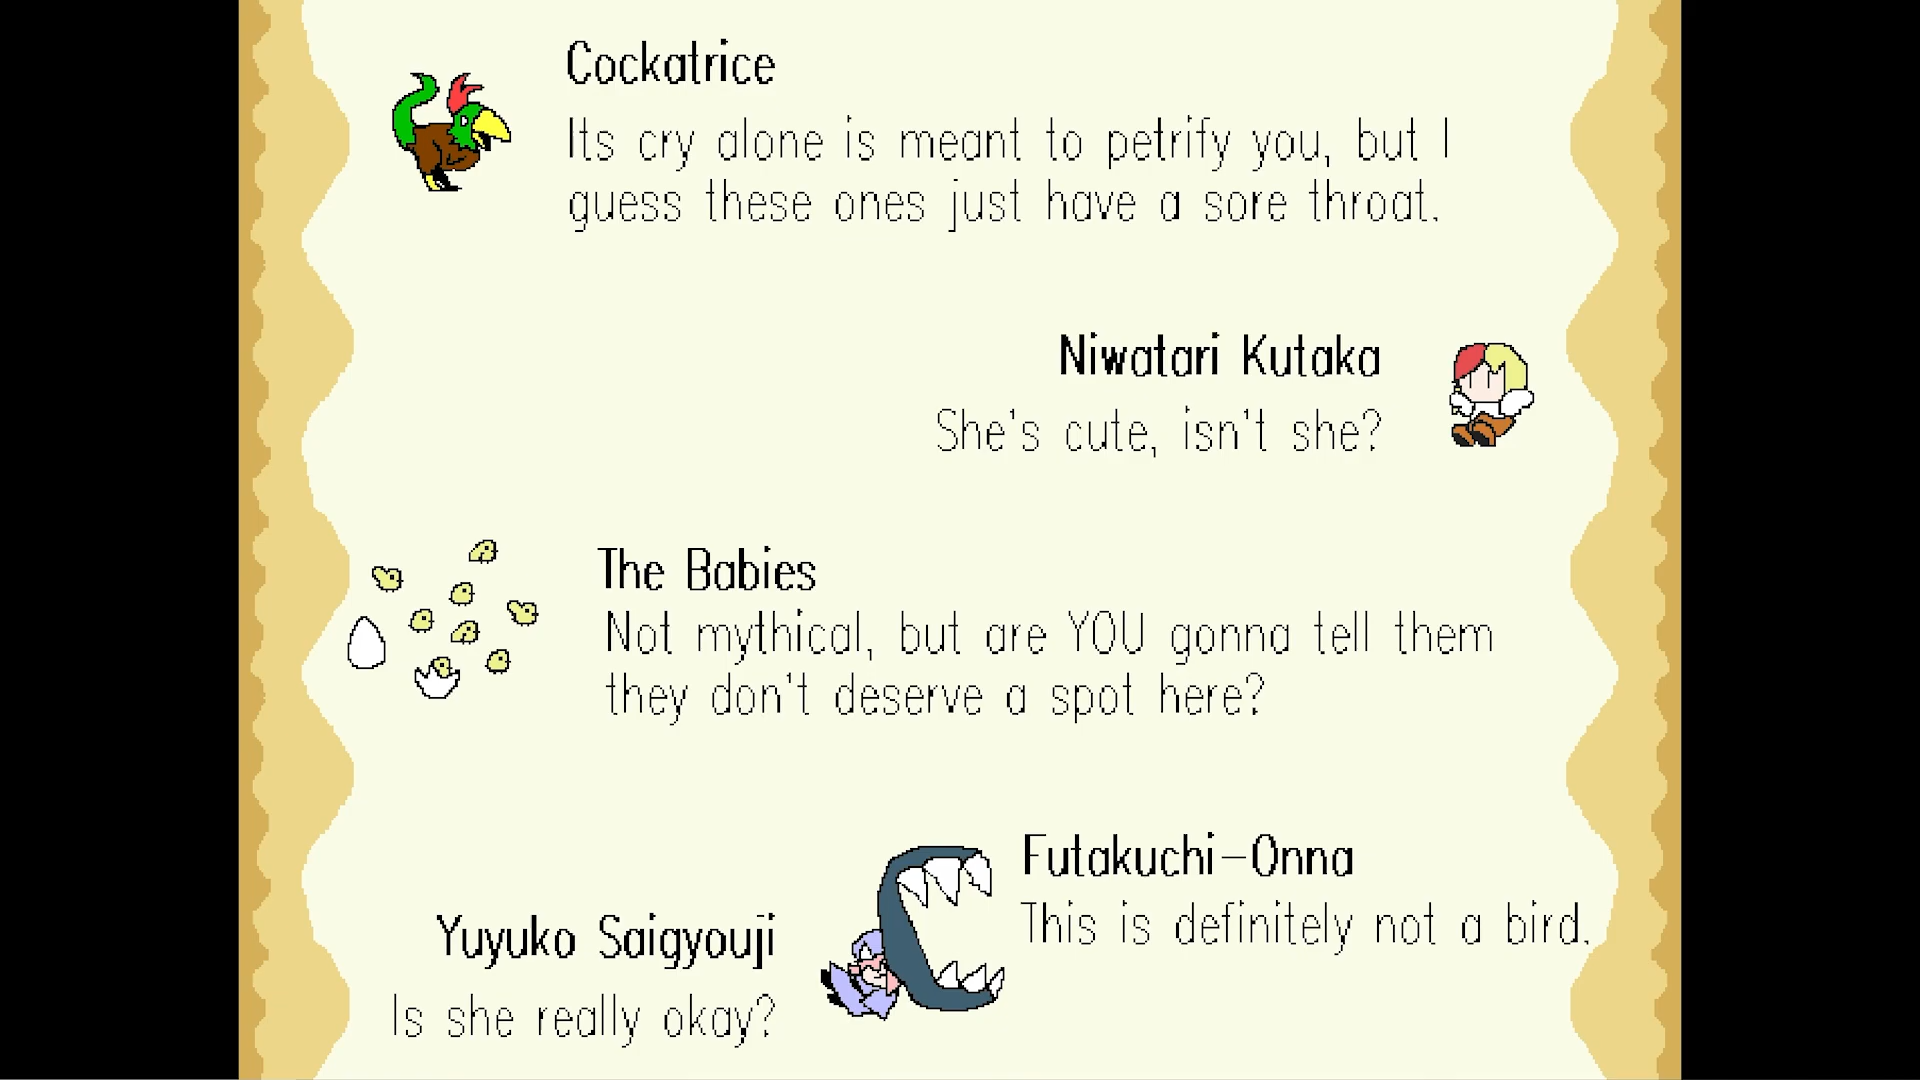 Cockatrice
Its cry alone is meant to petrify you, but I
guess these ones just have a sore throat.
Niwatari Kutaka
She's cute, isn't she?
The Babies
Not mythical, but are YOU gonna tell them
they don't deserve a spot here?
Futakuchi-Onna
This is definitely not a bird.
Yuyuko Saigyouji
Is she really okay?